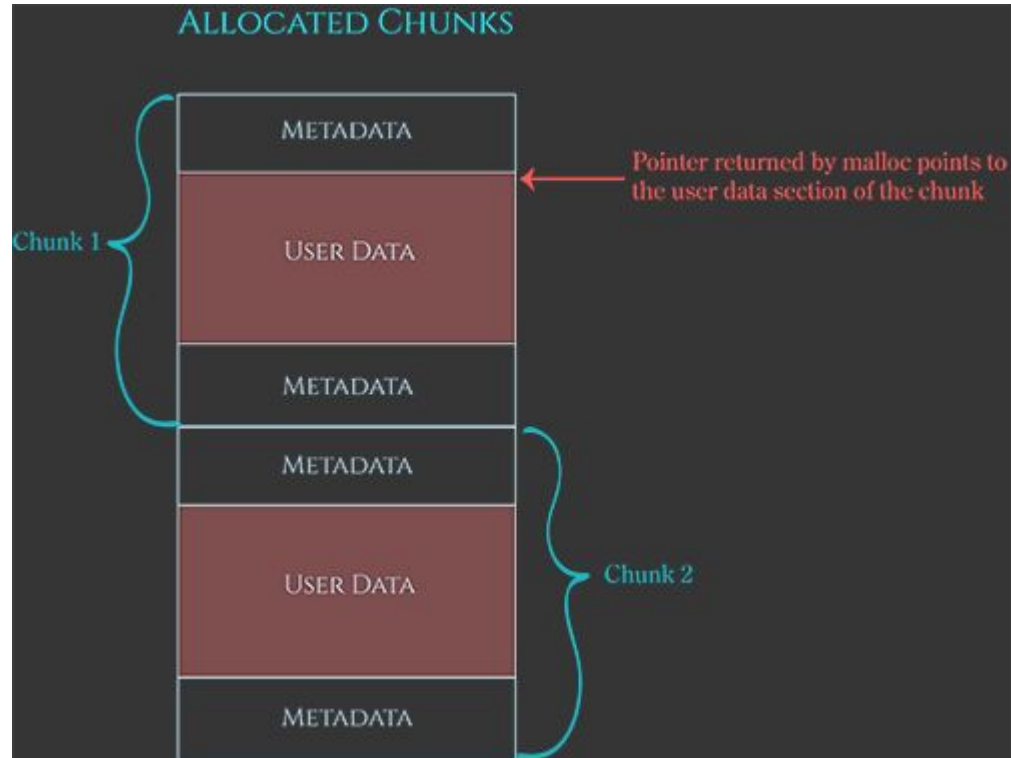 ALLOCATED CHUNKS
METADATA
Pointer returned by malloc points to
the user data section of the chunk
Chunk 1
USER DATA
METADATA
METADATA
USER DATA
Chunk 2
METADATA